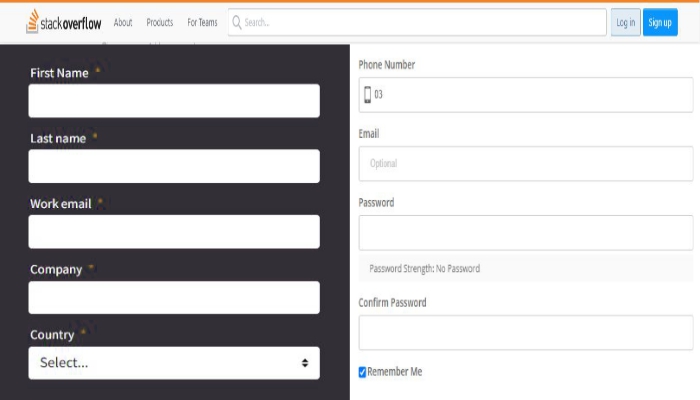 stackoverflow About Products For Teams Search... Log in Sign up
First Name *
Last name *
Work email *
Company *
Country *
Select...
Phone Number
03
Email
Optional
Password
Password Strength: No Password
Confirm Password
Remember Me